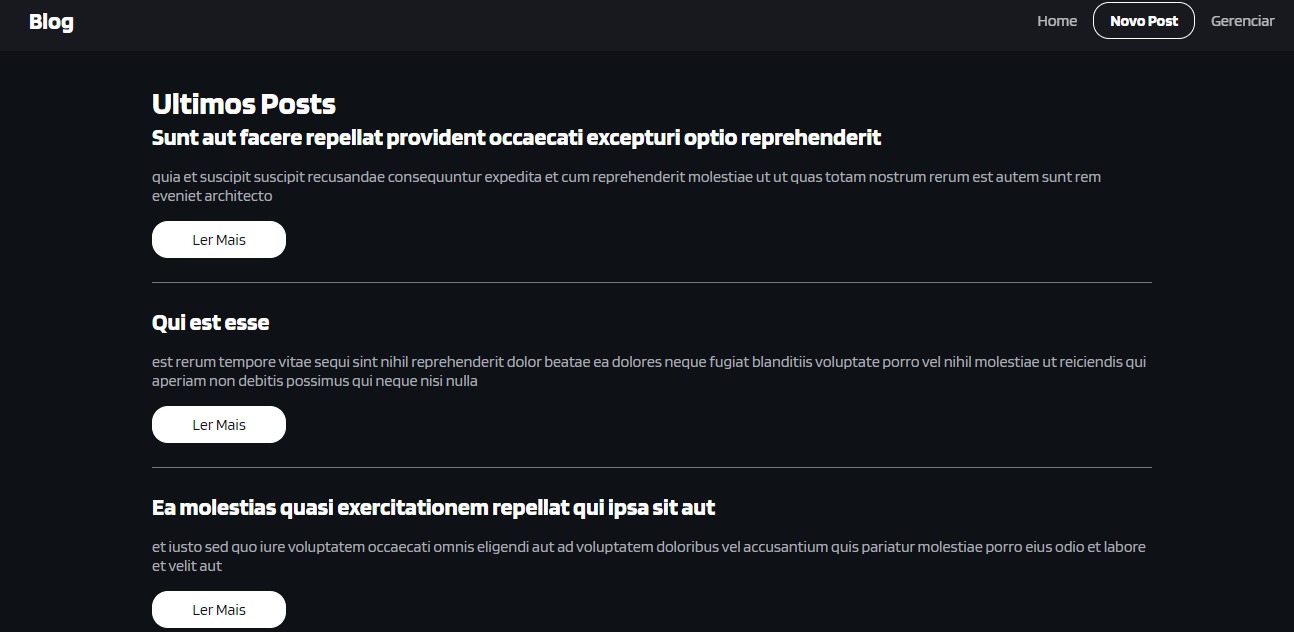 Blog
Home Novo Post Gerenciar
Ultimos Posts
Sunt aut facere repellat provident occaecati excepturi optio reprehenderit
quia et suscipit suscipit recusandae consequuntur expedita et cum reprehenderit molestiae ut ut quas totam nostrum rerum est autem sunt rem
eveniet architecto
Ler Mais
Qui est esse
est rerum tempore vitae sequi sint nihil reprehenderit dolor beatae ea dolores neque fugiat blanditiis voluptate porro vel nihil molestiae ut reiciendis qui
aperiam non debitis possimus qui neque nisi nulla
Ler Mais
Ea molestias quasi exercitationem repellat qui ipsa sit aut
et iusto sed quo iure voluptatem occaecati omnis eligendi aut ad voluptatem doloribus vel accusantium quis pariatur molestiae porro eius odio et labore
et velit aut
Ler Mais